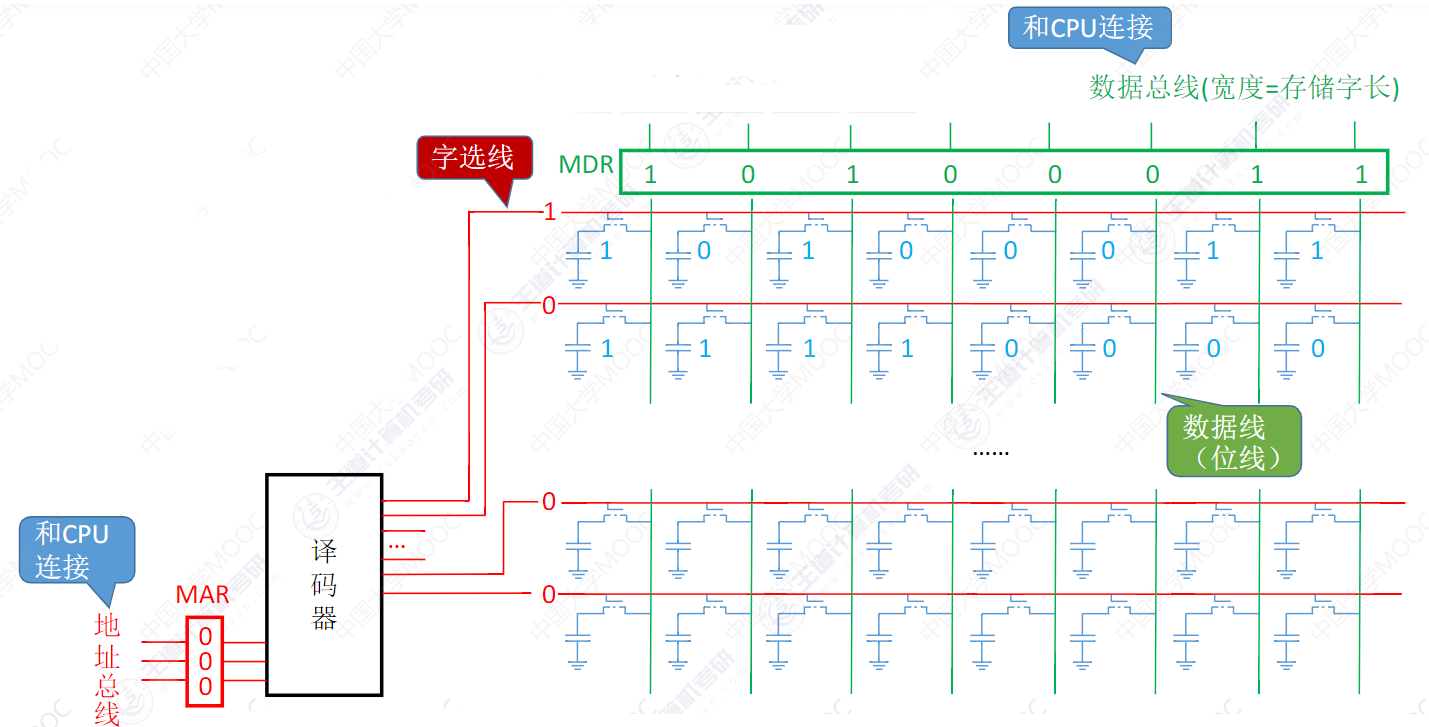 和CPU连接
数据总线(宽度=存储字长)
字选线
MDR 1 0 1 0 0 0 1 1
1
1 0 1 0 0 0 1 1
0
1 1 1 1 0 0 0 0
数据线
（位线）
……
0
和CPU
连接
译
码
器
...
MAR
0
地
址
总
线
0
0
0
中国大学MOOC
王道计算机考研
www.cskaoyan.com